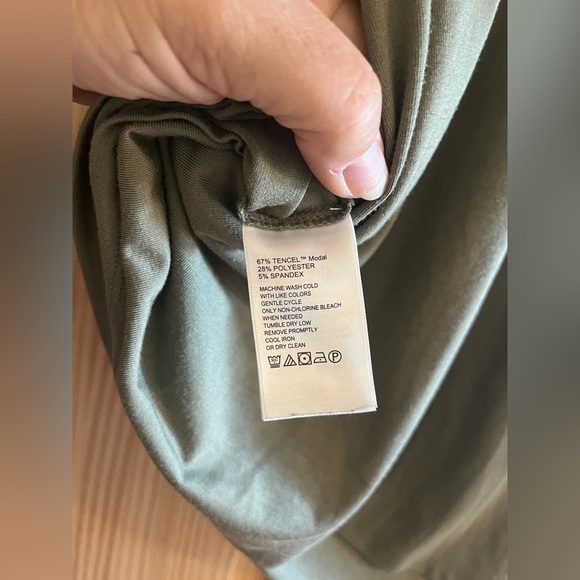 67% TENCEL™ Modal
28% POLYESTER
5% SPANDEX
MACHINE WASH COLD
WITH LIKE COLORS
GENTLE CYCLE
ONLY NON-CHLORINE BLEACH
WHEN NEEDED
TUMBLE DRY LOW
REMOVE PROMPTLY
COOL IRON
OR DRY CLEAN